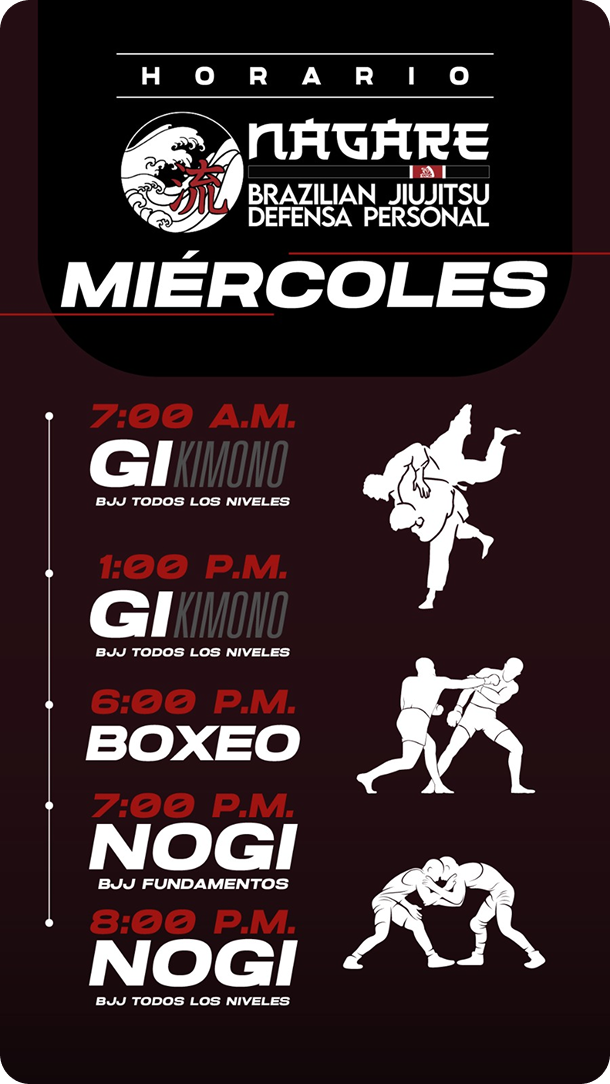 HORARIO
NAGARE
流
BRAZILIAN JIUJITSU
DEFENSA PERSONAL
MIÉRCOLES
7:00 A.M.
GI KIMONO
BJJ TODOS LOS NIVELES
1:00 P.M.
GI KIMONO
BJJ TODOS LOS NIVELES
6:00 P.M.
BOXEO
7:00 P.M.
NOGI
BJJ FUNDAMENTOS
8:00 P.M.
NOGI
BJJ TODOS LOS NIVELES